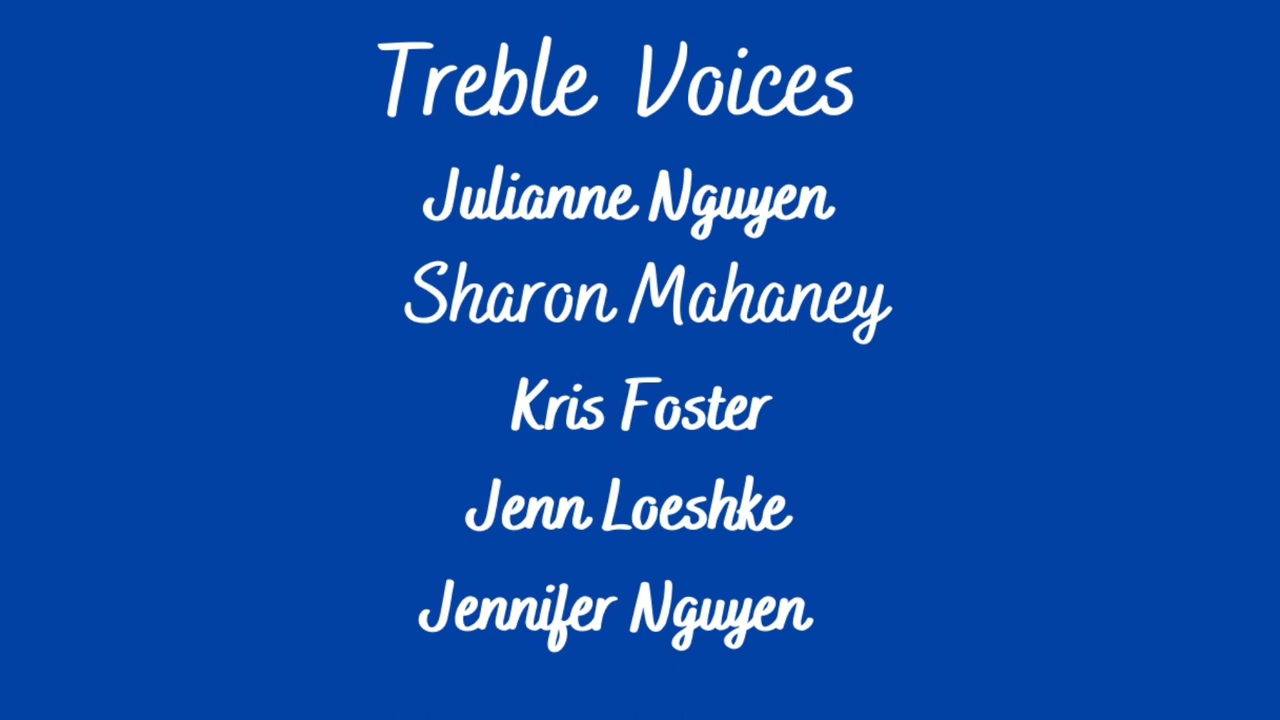 Treble Voices
Julianne Nguyen
Sharon Mahaney
Kris Foster
Jenn Loeshke
Jennifer Nguyen